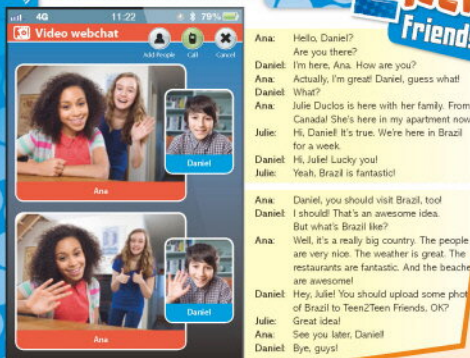 4G 11:22 79%
Video webchat
Add People Call Cancel
Daniel
Ana
Daniel
Ana
Friends
Ana: Hello, Daniel?
Are you there?
Daniel: I'm here, Ana. How are you?
Ana: Actually, I'm great! Daniel, guess what!
Daniel: What?
Ana: Julie Duclos is here with her family. From
Canada! She's here in my apartment now
Julie: Hi, Daniel! It's true. We're here in Brazil
for a week.
Daniel: Hi, Julie! Lucky you!
Julie: Yeah, Brazil is fantastic!
Ana: Daniel, you should visit Brazil, too!
Daniel: I should! That's an awesome idea.
But what's Brazil like?
Ana: Well, it's a really big country. The people
are very nice. The weather is great. The
restaurants are fantastic. And the beache
are awesome!
Daniel: Hey, Julie! You should upload some phot
of Brazil to Teen2Teen Friends, OK?
Julie: Great idea!
Ana: See you later, Daniel!
Daniel: Bye, guys!